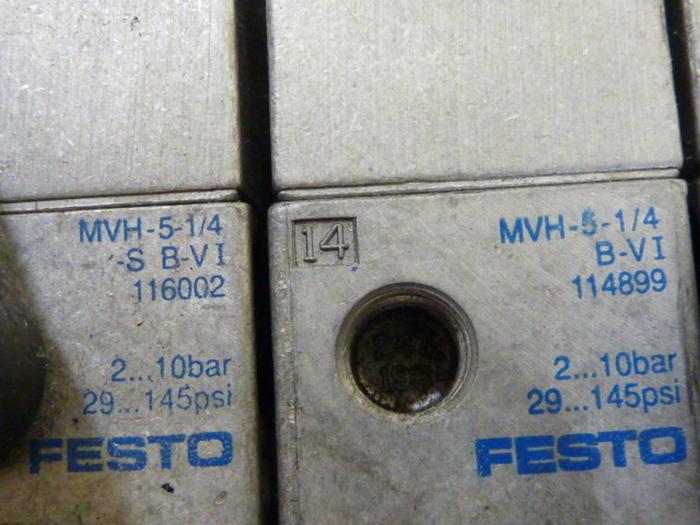 MVH-5-1/4
-S B-VI
116002
2...10bar
29...145psi
FESTO
14
MVH-5-1/4
B-VI
114899
2...10bar
29...145psi
FESTO